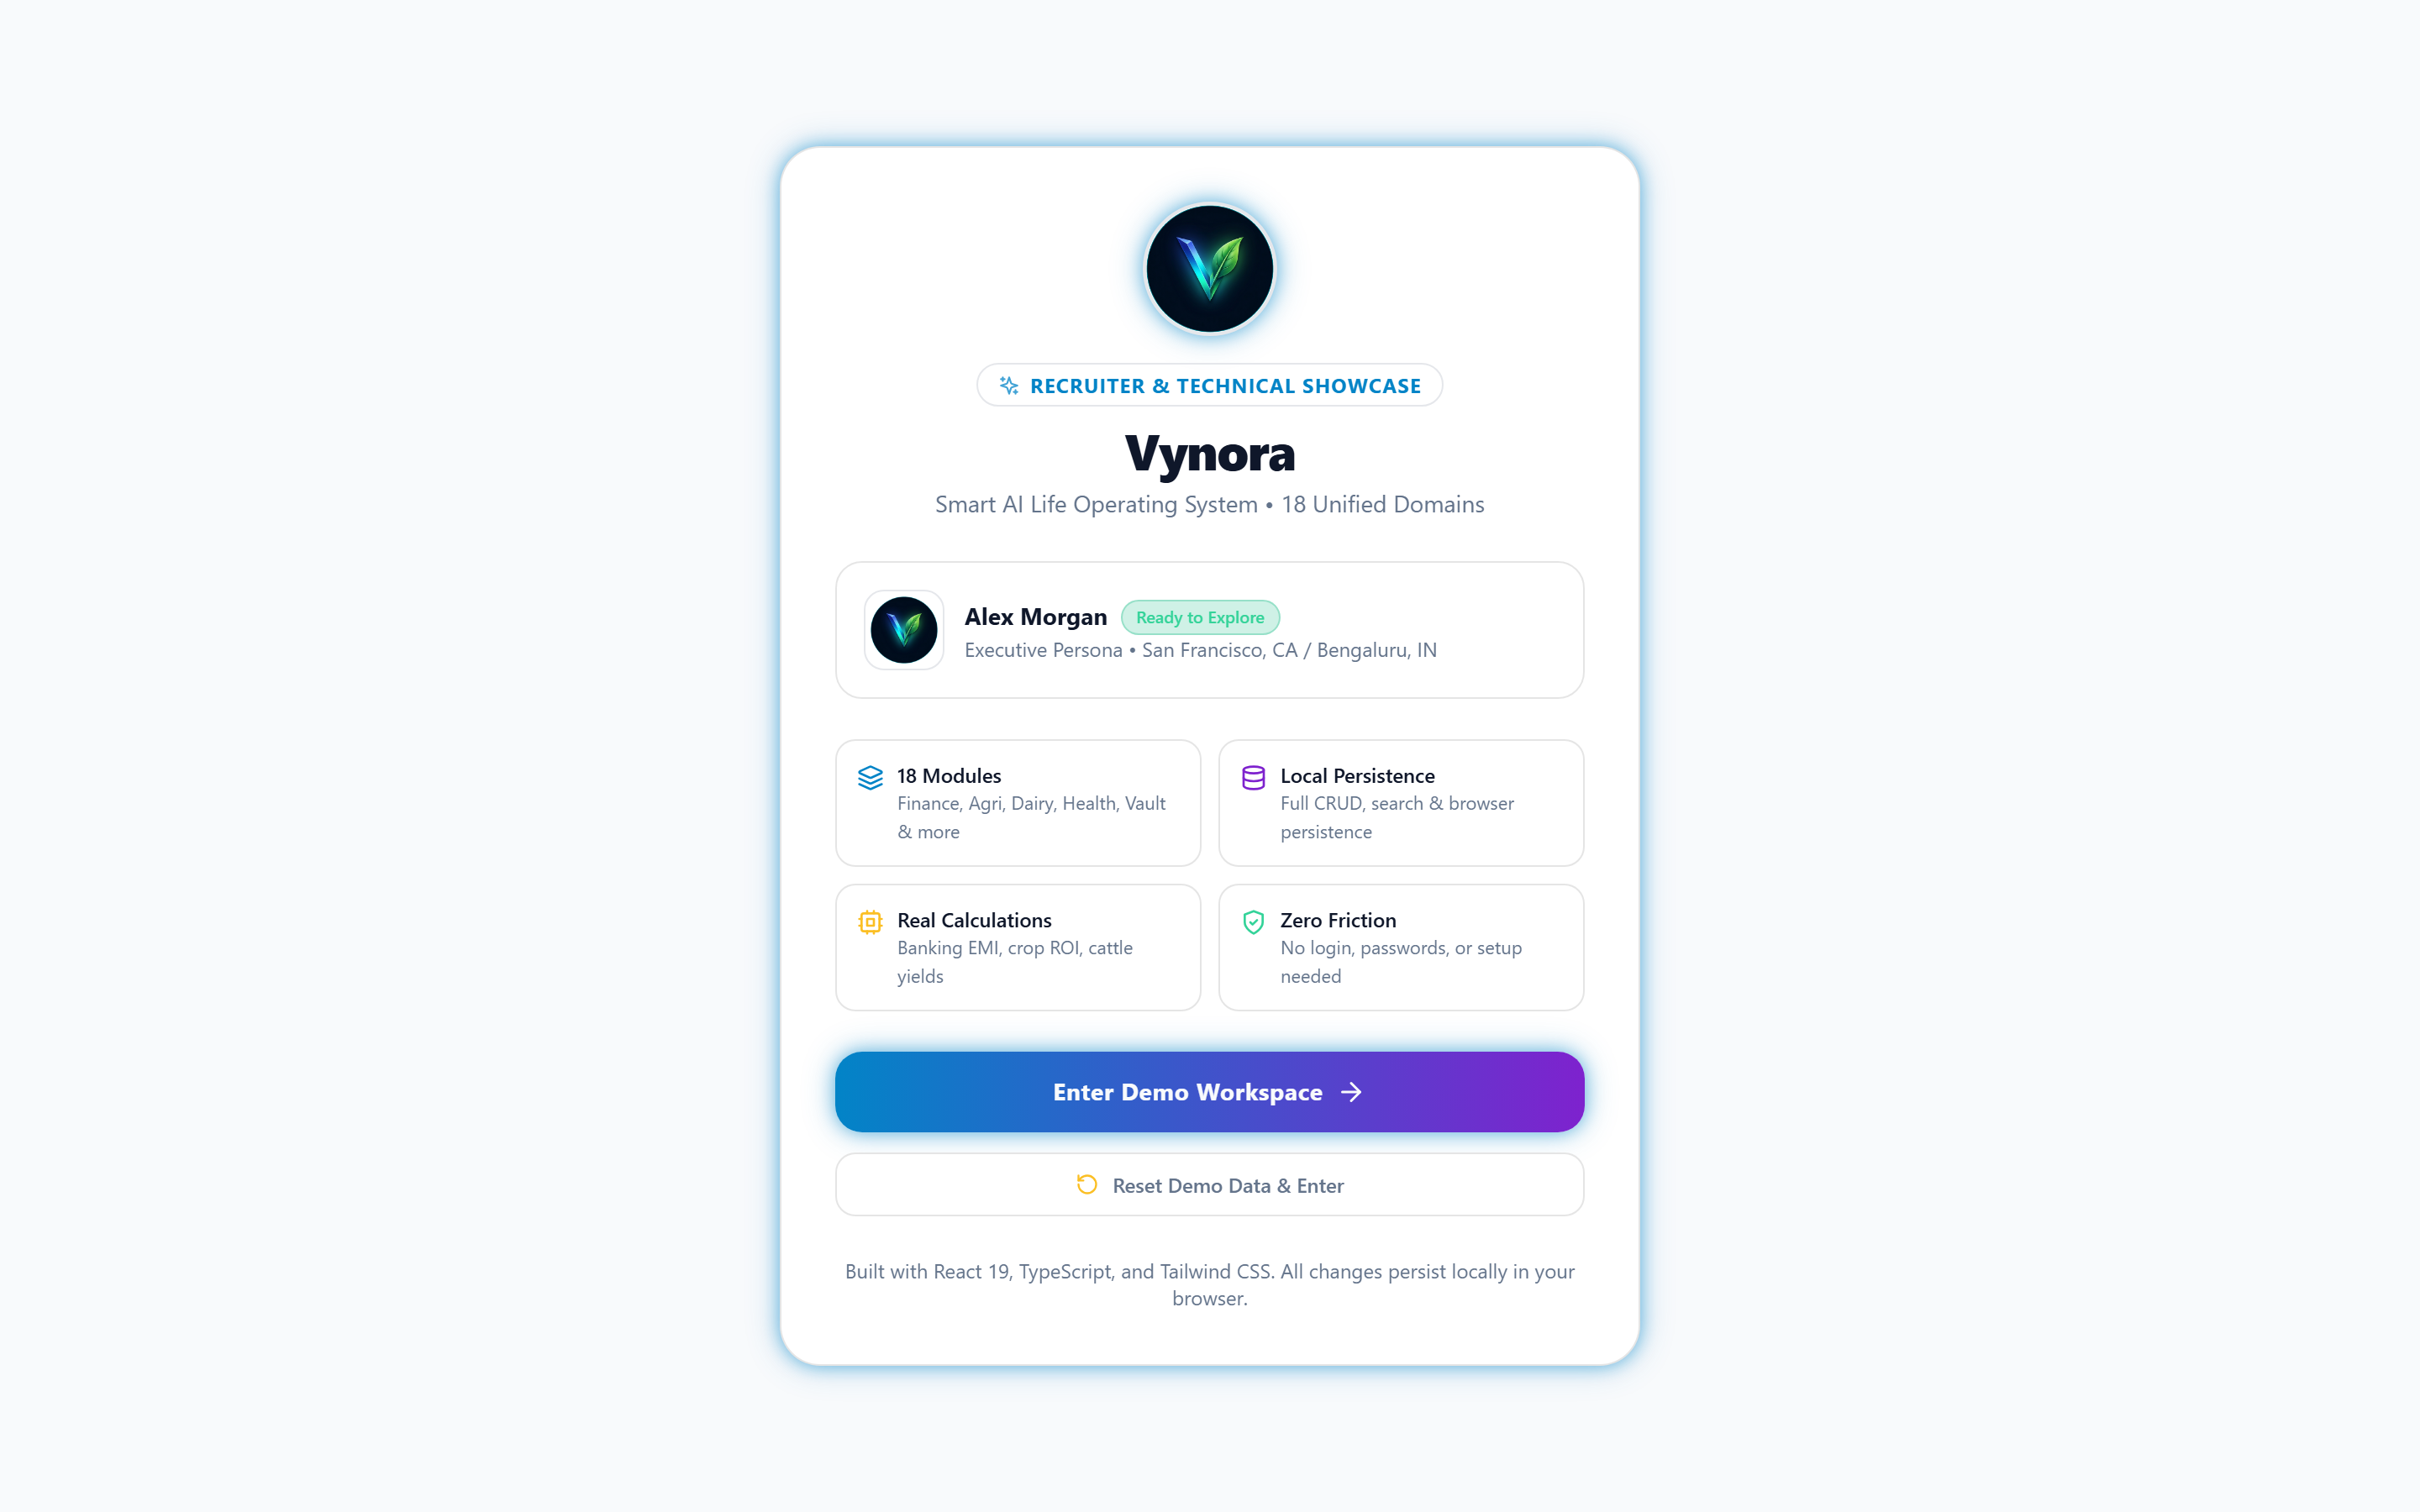 RECRUITER & TECHNICAL SHOWCASE
Vynora
Smart AI Life Operating System • 18 Unified Domains
Alex Morgan
Ready to Explore
Executive Persona • San Francisco, CA / Bengaluru, IN
18 Modules
Finance, Agri, Dairy, Health, Vault
& more
Local Persistence
Full CRUD, search & browser
persistence
Real Calculations
Banking EMI, crop ROI, cattle
yields
Zero Friction
No login, passwords, or setup
needed
Enter Demo Workspace
Reset Demo Data & Enter
Built with React 19, TypeScript, and Tailwind CSS. All changes persist locally in your
browser.